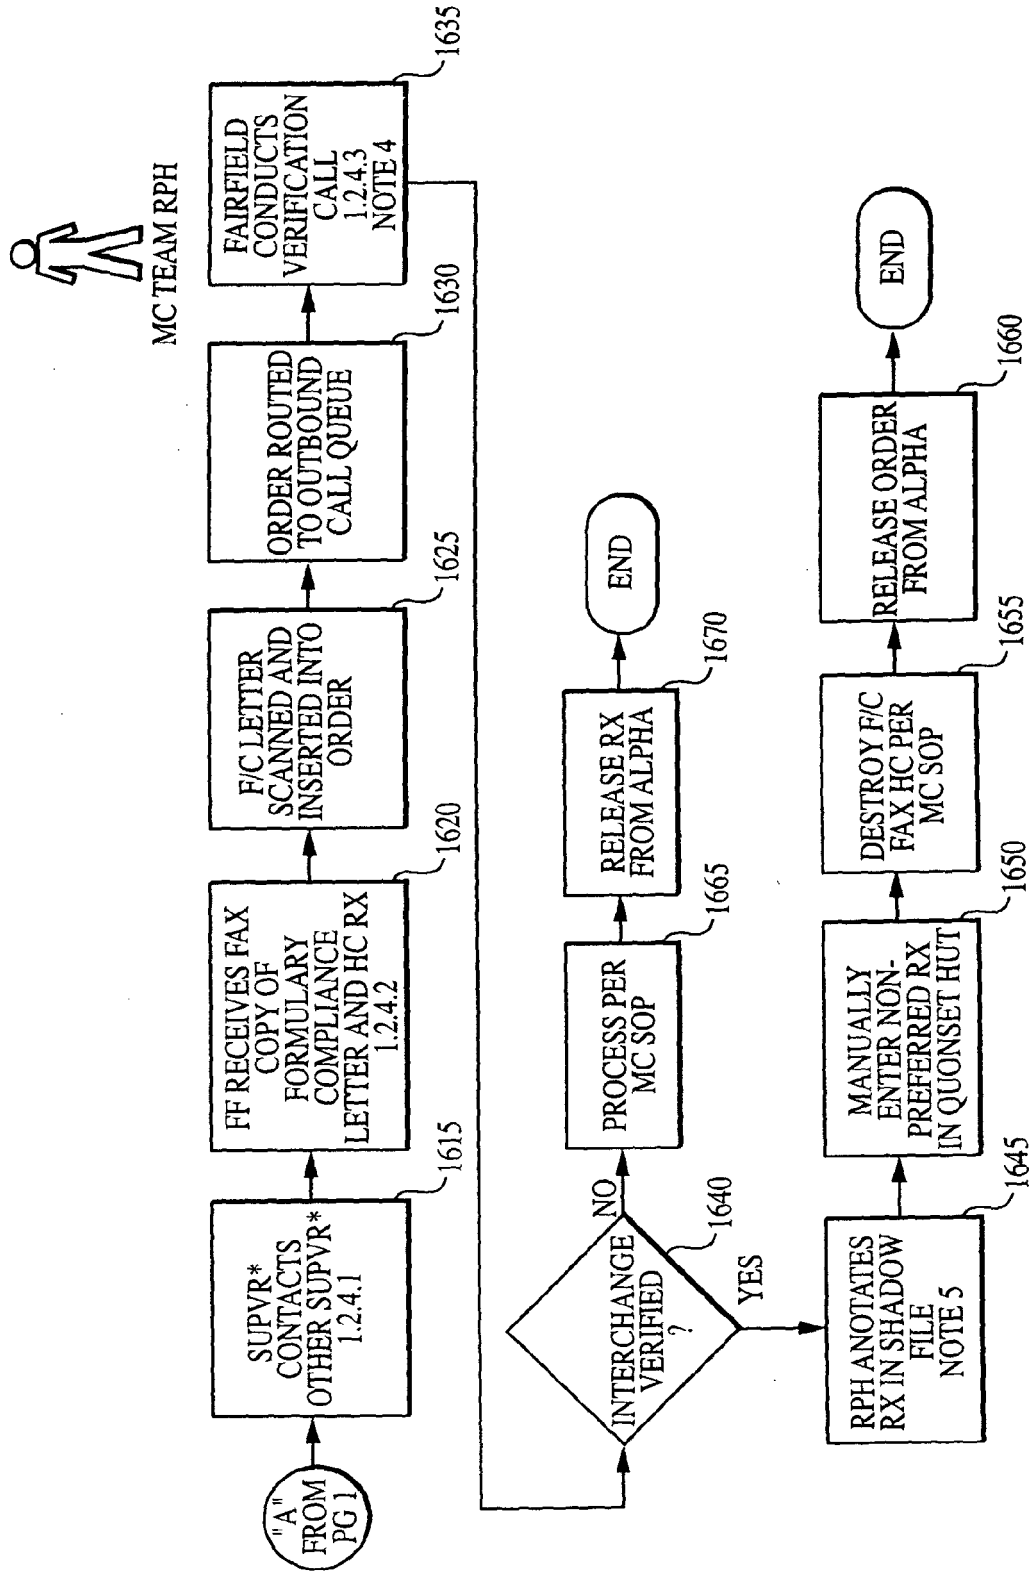 MC TEAM RPH
"A"
FROM
PG 1
SUPVR*
CONTACTS
OTHER SUPVR*
1.2.4.1
1615
FF RECEIVES FAX
COPY OF
FORMULARY
COMPLIANCE
LETTER AND HC RX
1.2.4.2
1620
F/C LETTER
SCANNED AND
INSERTED INTO
ORDER
1625
ORDER ROUTED
TO OUTBOUND
CALL QUEUE
1630
FAIRFIELD
CONDUCTS
VERIFICATION
CALL
1.2.4.3
NOTE 4
1635
INTERCHANGE
VERIFIED
?
1640
NO
PROCESS PER
MC SOP
1665
RELEASE RX
FROM ALPHA
1670
END
YES
RPH ANOTATES
RX IN SHADOW
FILE
NOTE 5
1645
MANUALLY
ENTER NON-
PREFERRED RX
IN QUONSET HUT
1650
DESTROY F/C
FAX HC PER
MC SOP
1655
RELEASE ORDER
FROM ALPHA
1660
END